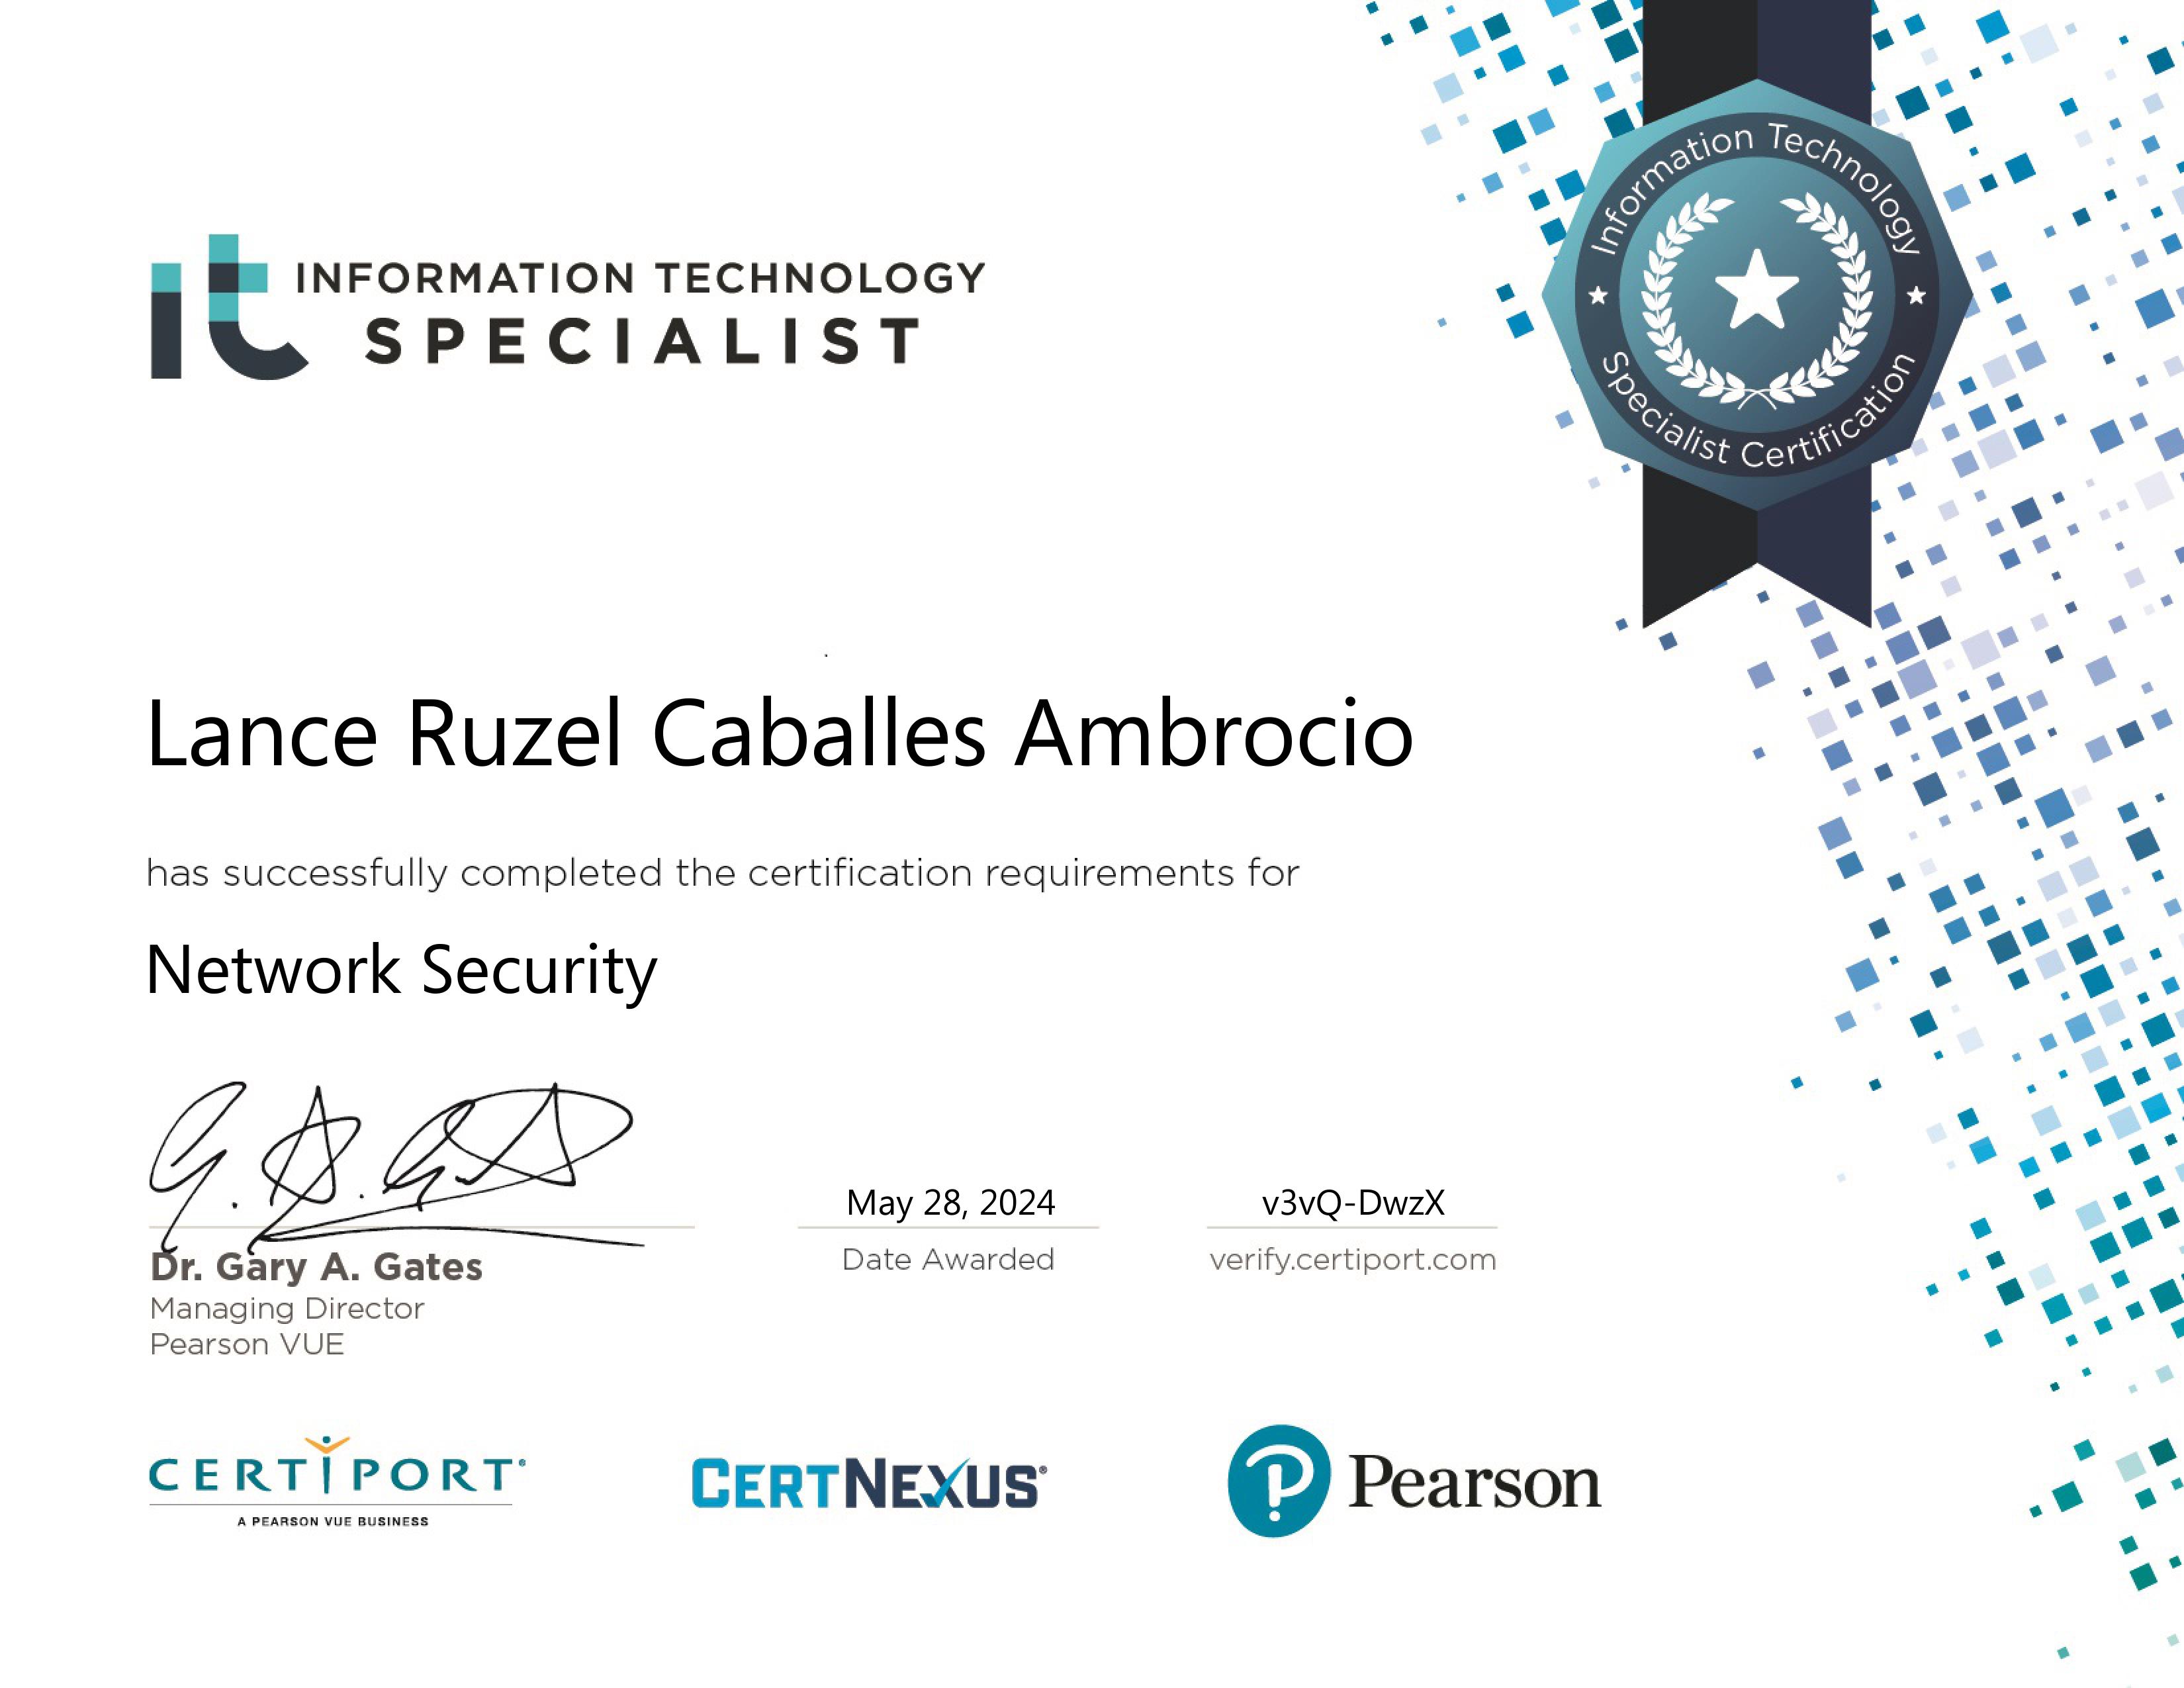 Information Technology
Specialist Certification
it INFORMATION TECHNOLOGY
SPECIALIST
Lance Ruzel Caballes Ambrocio
has successfully completed the certification requirements for
Network Security
May 28, 2024
v3vQ-DwzX
Date Awarded
verify.certiport.com
Dr. Gary A. Gates
Managing Director
Pearson VUE
CERTIPORT®
A PEARSON VUE BUSINESS
CERTNEXUS®
P Pearson